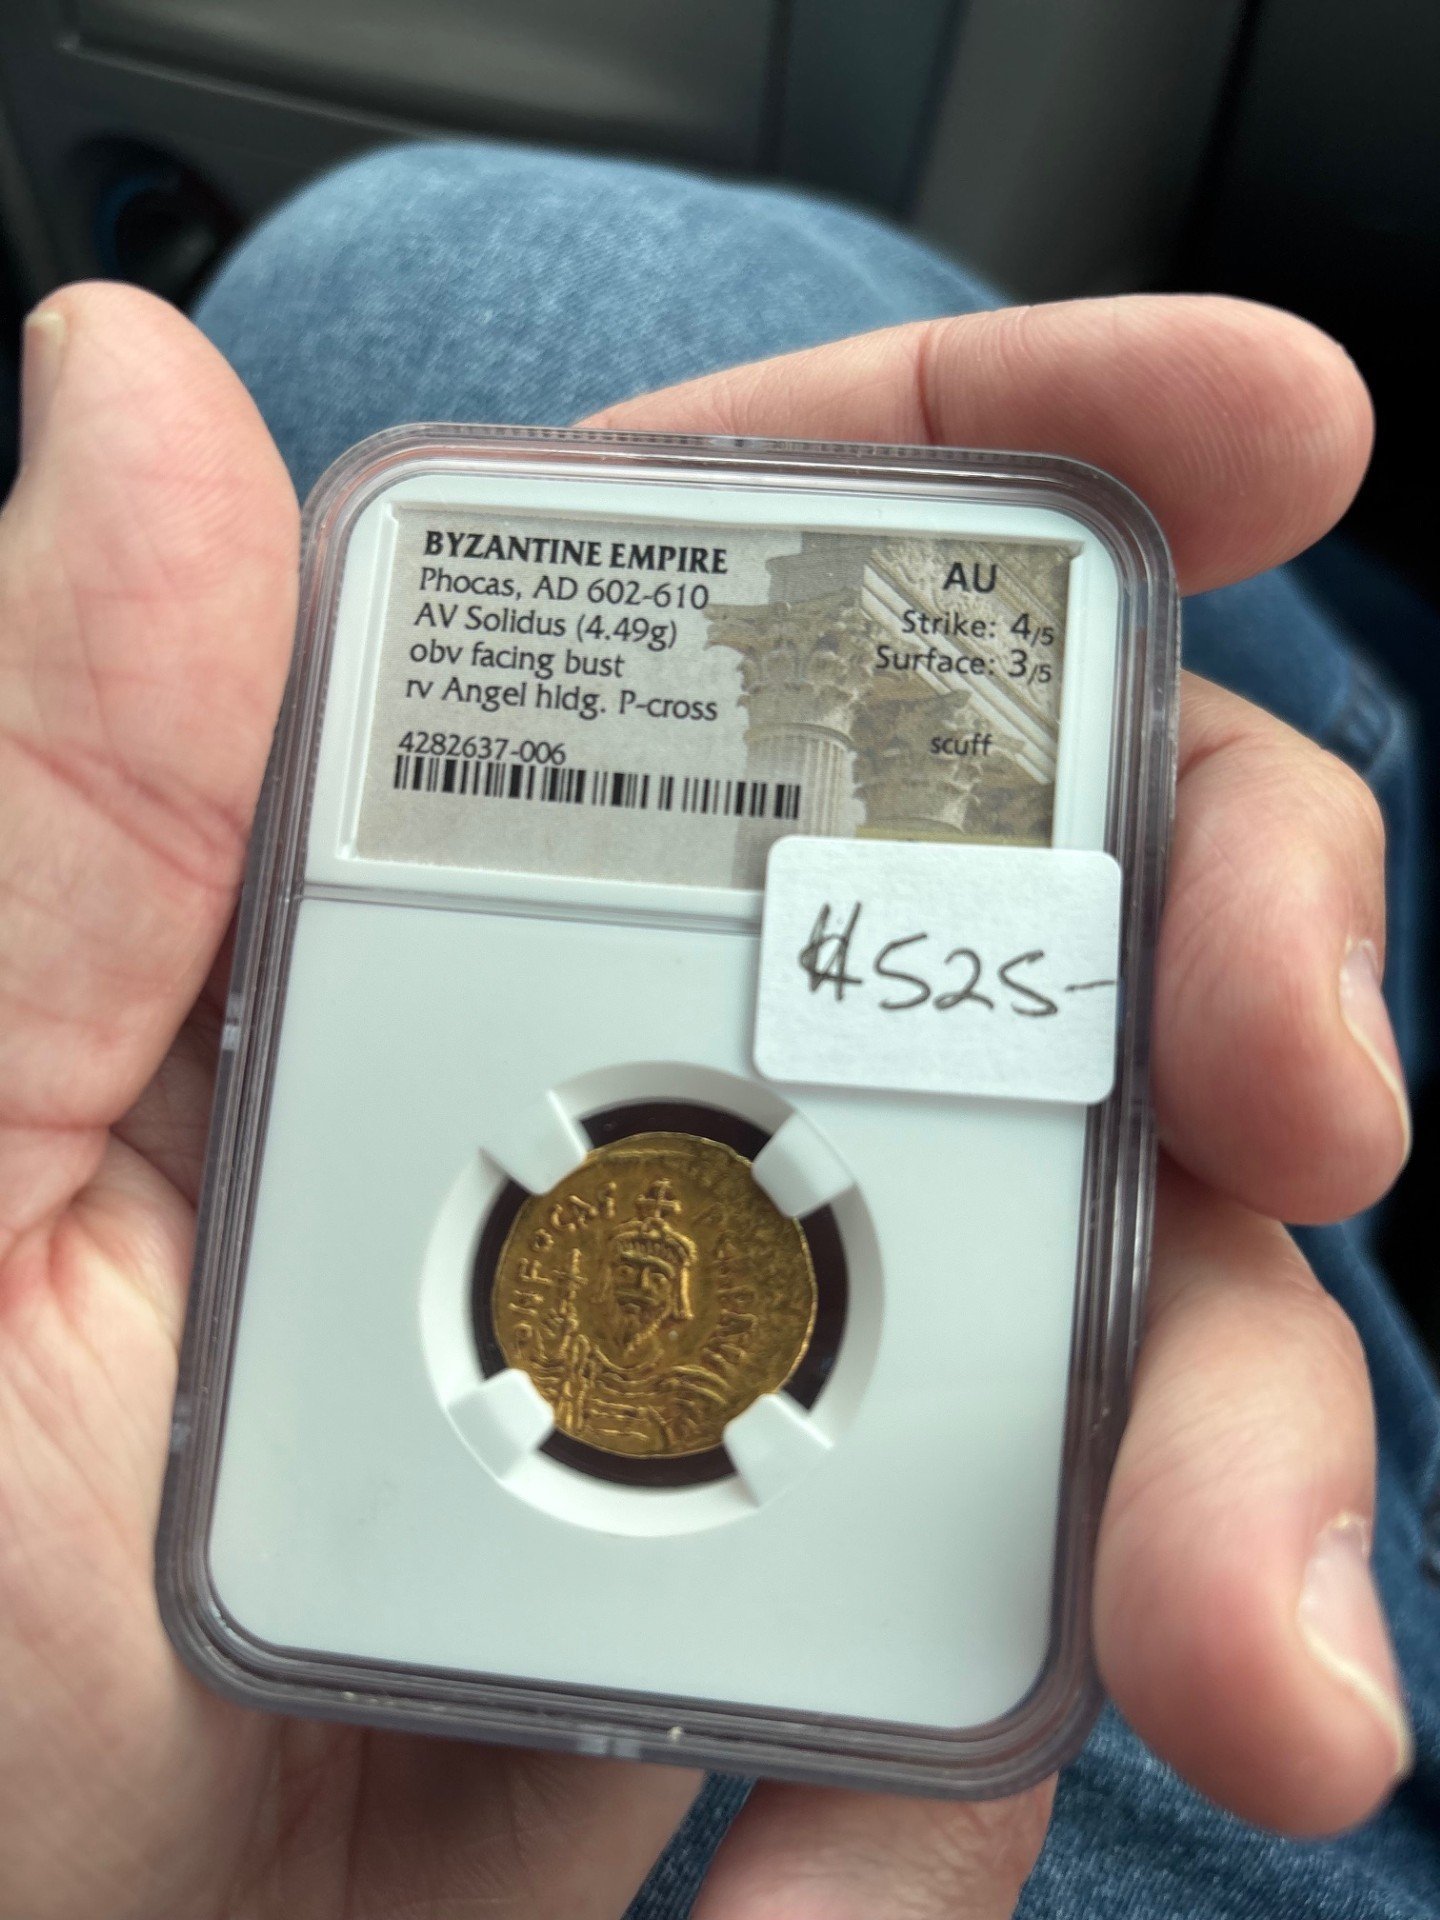 BYZANTINE EMPIRE
Phocas, AD 602-610
AV Solidus (4.49g)
obv facing bust
rv Angel hldg. P-cross
4282637-006
AU
Strike: 4/5
Surface: 3/5
scuff
$525-
ONFOCAE